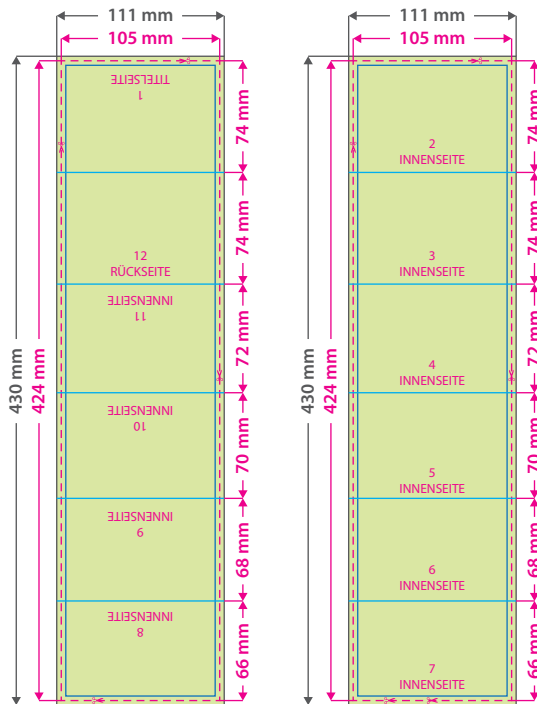 111 mm
105 mm
430 mm
424 mm
1
TITELSEITE
12
RÜCKSEITE
11
INNENSEITE
10
INNENSEITE
9
INNENSEITE
8
INNENSEITE
74 mm
74 mm
72 mm
70 mm
68 mm
66 mm
111 mm
105 mm
430 mm
424 mm
2
INNENSEITE
3
INNENSEITE
4
INNENSEITE
5
INNENSEITE
6
INNENSEITE
7
INNENSEITE
74 mm
74 mm
72 mm
70 mm
68 mm
66 mm